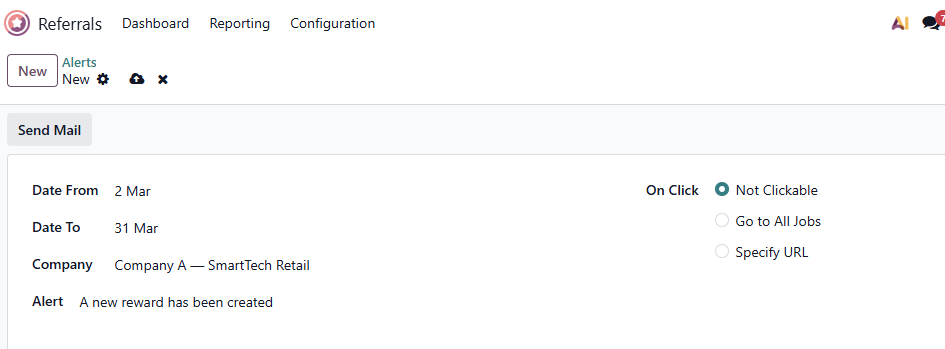 Referrals Dashboard Reporting Configuration AI 7
New Alerts
New
Send Mail
Date From 2 Mar On Click Not Clickable
Date To 31 Mar Go to All Jobs
Company Company A — SmartTech Retail Specify URL
Alert A new reward has been created